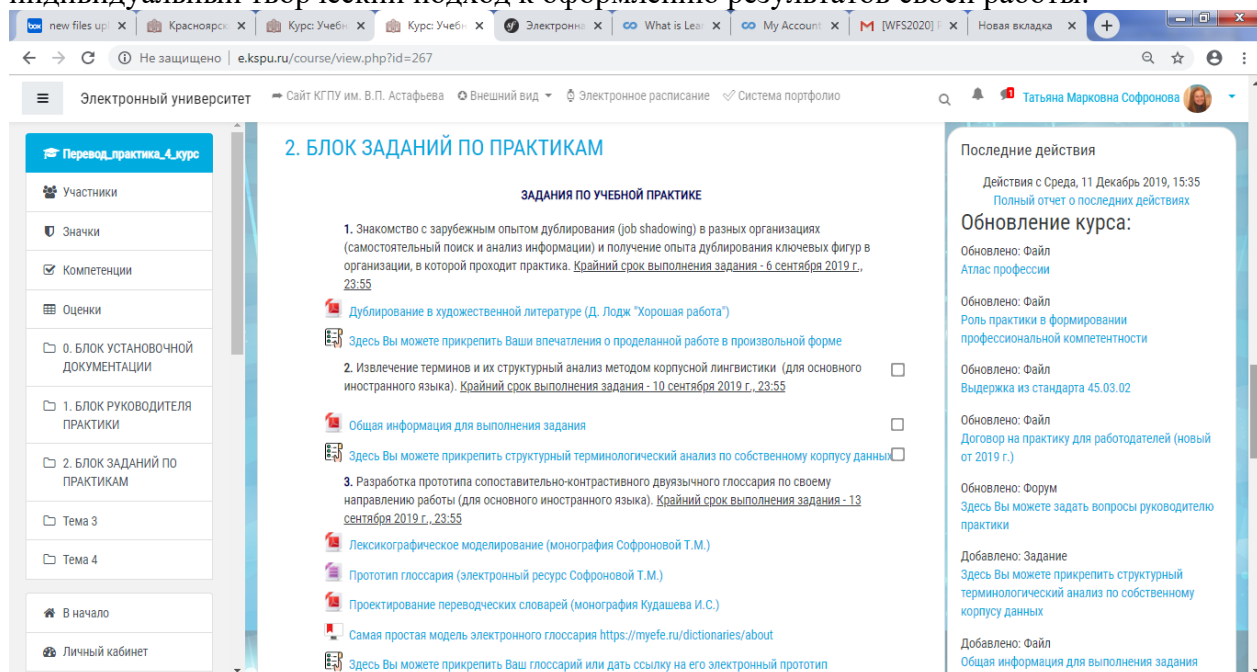 индивидуальный творческий подход к оформлению результатов своей работы.
new files upl
Красноярск
Курс: Учебн
Курс: Учебн
Электронна
What is Lea
My Account
[WFS2020] F
Новая вкладка
Не защищено | e.kspu.ru/course/view.php?id=267
Электронный университет
Сайт КГПУ им. В.П. Астафьева
Внешний вид
Электронное расписание
Система портфолио
1
Татьяна Марковна Софронова
Перевод_практика_4_курс
Участники
Значки
Компетенции
Оценки
0. БЛОК УСТАНОВОЧНОЙ
ДОКУМЕНТАЦИИ
1. БЛОК РУКОВОДИТЕЛЯ
ПРАКТИКИ
2. БЛОК ЗАДАНИЙ ПО
ПРАКТИКАМ
Тема 3
Тема 4
В начало
Личный кабинет
2. БЛОК ЗАДАНИЙ ПО ПРАКТИКАМ
ЗАДАНИЯ ПО УЧЕБНОЙ ПРАКТИКЕ
1. Знакомство с зарубежным опытом дублирования (job shadowing) в разных организациях
(самостоятельный поиск и анализ информации) и получение опыта дублирования ключевых фигур в
организации, в которой проходит практика. Крайний срок выполнения задания - 6 сентября 2019 г.,
23:55
Дублирование в художественной литературе (Д. Лодж "Хорошая работа")
Здесь Вы можете прикрепить Ваши впечатления о проделанной работе в произвольной форме
2. Извлечение терминов и их структурный анализ методом корпусной лингвистики (для основного
иностранного языка). Крайний срок выполнения задания - 10 сентября 2019 г., 23:55
Общая информация для выполнения задания
Здесь Вы можете прикрепить структурный терминологический анализ по собственному корпусу данных
3. Разработка прототипа сопоставительно-контрастивного двуязычного глоссария по своему
направлению работы (для основного иностранного языка). Крайний срок выполнения задания - 13
сентября 2019 г., 23:55
Лексикографическое моделирование (монография Софроновой Т.М.)
Прототип глоссария (электронный ресурс Софроновой Т.М.)
Проектирование переводческих словарей (монография Кудашева И.С.)
Самая простая модель электронного глоссария https://myefe.ru/dictionaries/about
Здесь Вы можете прикрепить Ваш глоссарий или дать ссылку на его электронный прототип
Последние действия
Действия с Среда, 11 Декабрь 2019, 15:35
Полный отчет о последних действиях
Обновление курса:
Обновлено: Файл
Атлас профессии
Обновлено: Файл
Роль практики в формировании
профессиональной компетентности
Обновлено: Файл
Выдержка из стандарта 45.03.02
Обновлено: Файл
Договор на практику для работодателей (новый
от 2019 г.)
Обновлено: Форум
Здесь Вы можете задать вопросы руководителю
практики
Добавлено: Задание
Здесь Вы можете прикрепить структурный
терминологический анализ по собственному
корпусу данных
Добавлено: Файл
Общая информация для выполнения задания